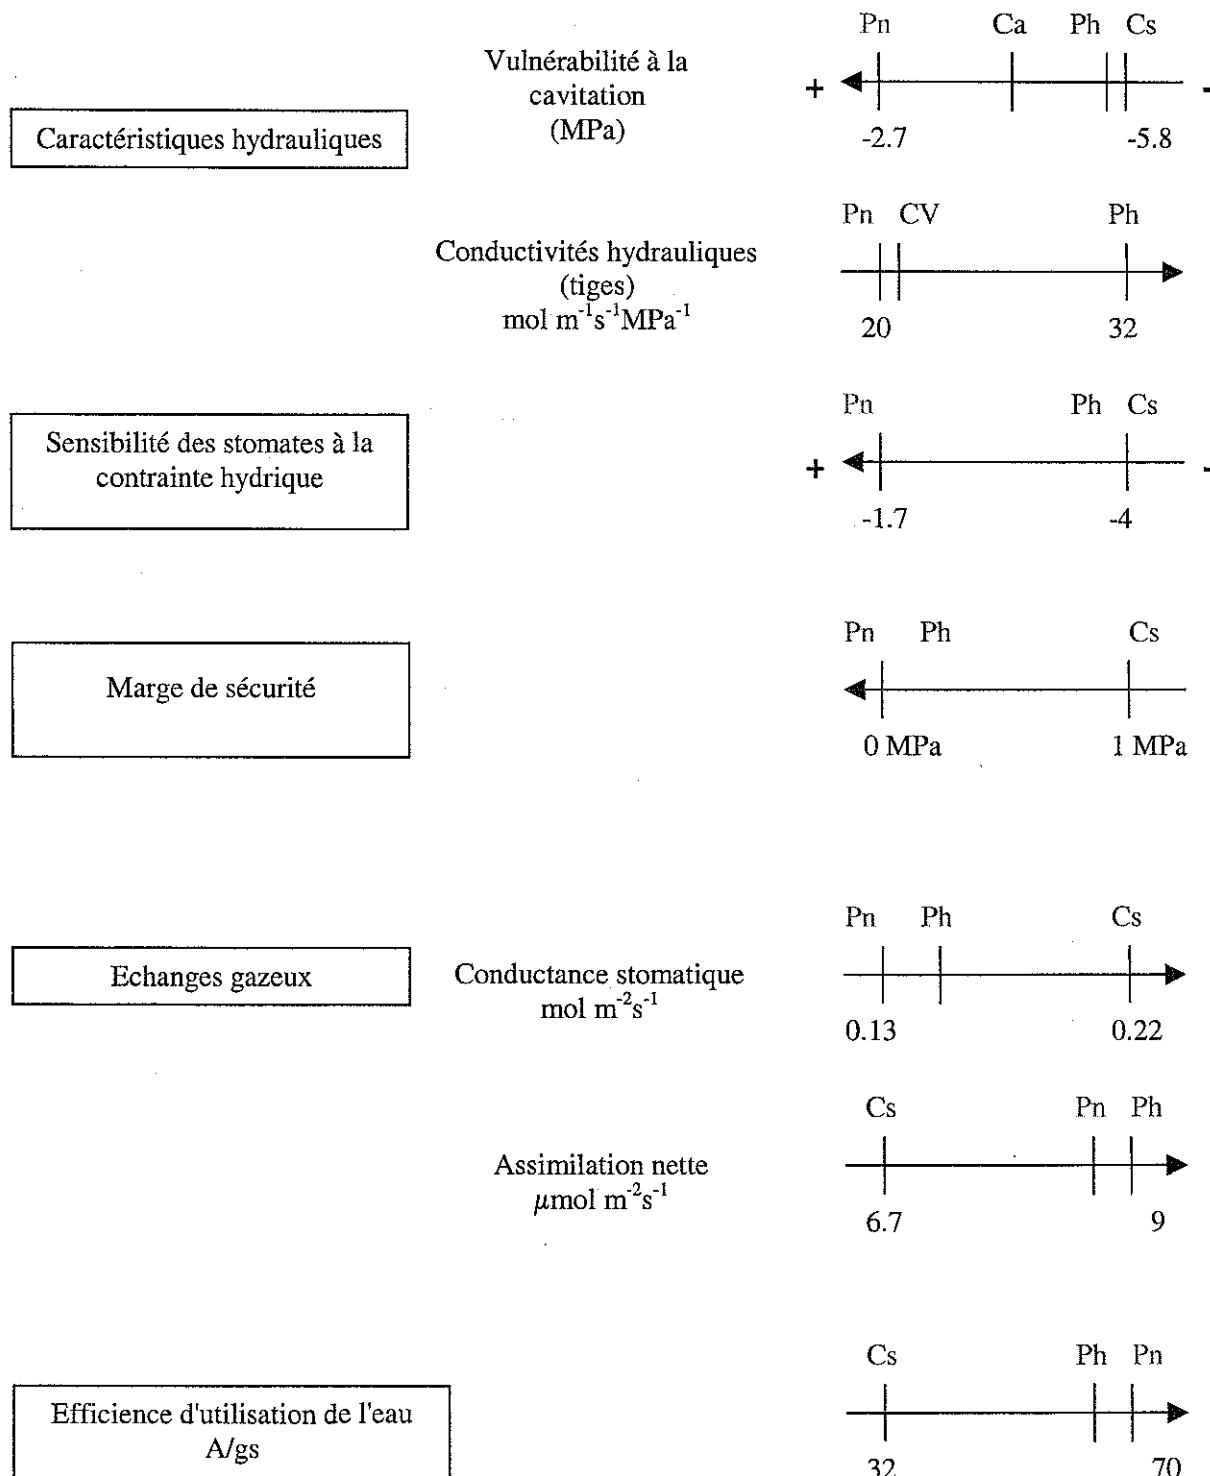 Pn Ca Ph Cs
Vulnérabilité à la
cavitation
(MPa)
+ -
Caractéristiques hydrauliques
-2.7 -5.8
Pn CV Ph
Conductivités hydrauliques
(tiges)
mol m⁻¹s⁻¹MPa⁻¹
20 32
Pn Ph Cs
Sensibilité des stomates à la
contrainte hydrique
+ -
-1.7 -4
Pn Ph Cs
Marge de sécurité
0 MPa 1 MPa
Pn Ph Cs
Echanges gazeux
Conductance stomatique
mol m⁻²s⁻¹
0.13 0.22
Cs Pn Ph
Assimilation nette
µmol m⁻²s⁻¹
6.7 9
Cs Ph Pn
Efficience d'utilisation de l'eau
A/gs
32 70